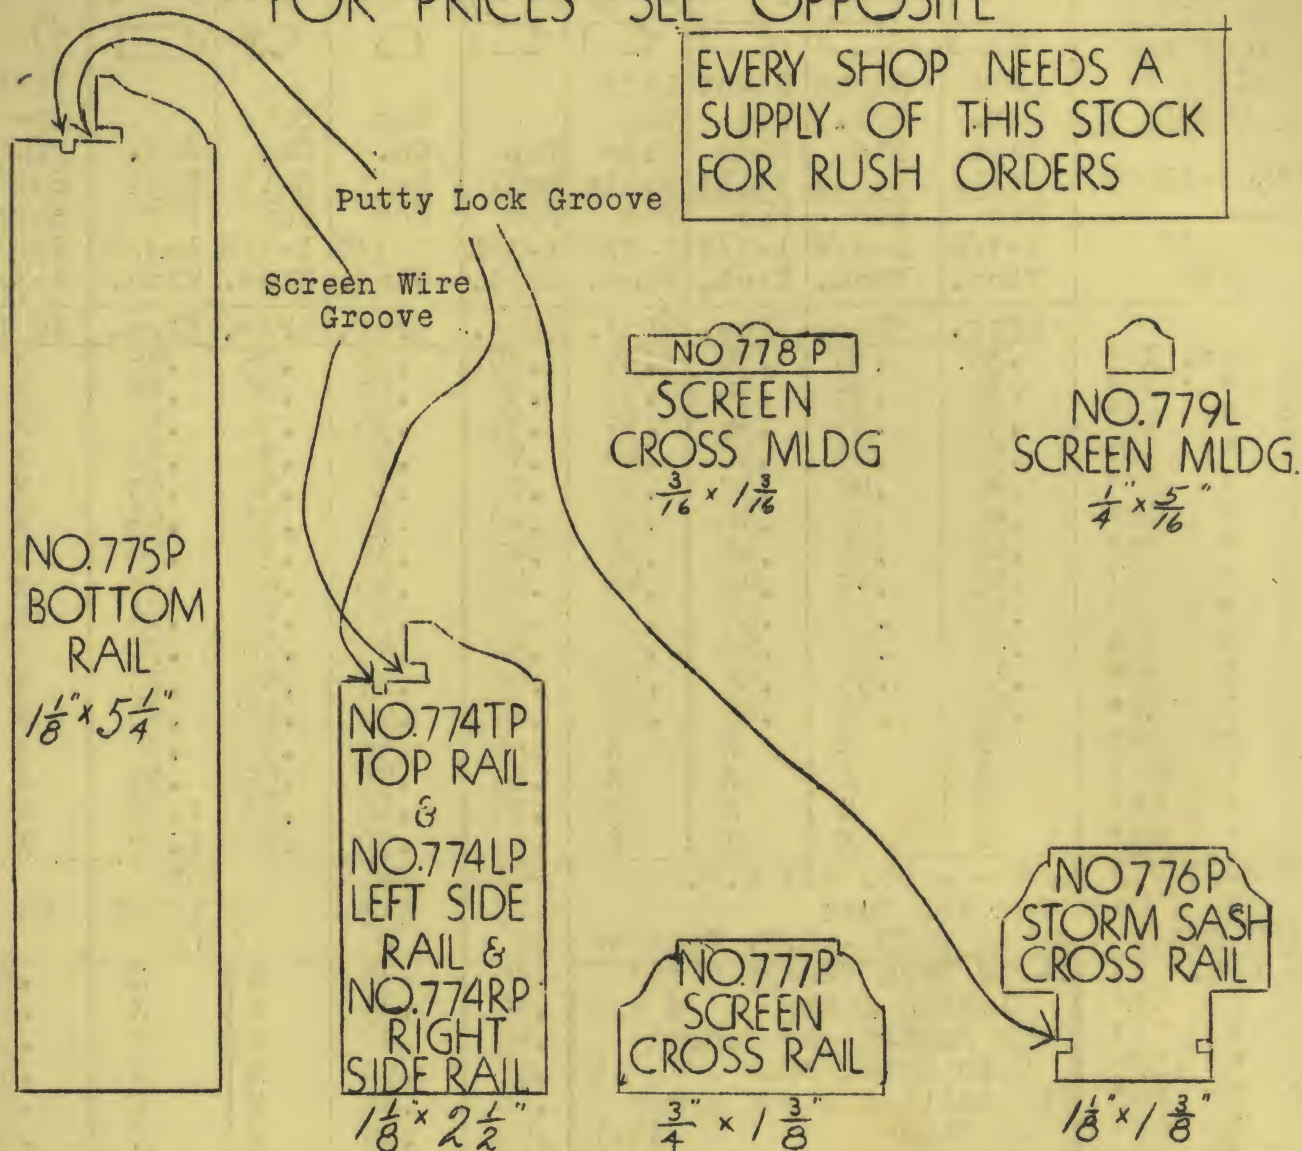 FOR PRICES SEE OPPOSITE
EVERY SHOP NEEDS A
SUPPLY OF THIS STOCK
FOR RUSH ORDERS
Putty Lock Groove
Screen Wire
Groove
NO 778 P
SCREEN
CROSS MLDG
3/16 x 1 3/16
NO. 779L
SCREEN MLDG.
1/4" x 5/16"
NO. 775P
BOTTOM
RAIL
1 1/8" x 5 1/4"
NO. 774TP
TOP RAIL
&
NO. 774LP
LEFT SIDE
RAIL &
NO. 774RP
RIGHT
SIDE RAIL
1 1/8" x 2 1/2"
NO. 777P
SCREEN
CROSS RAIL
3/4" x 1 3/8"
NO 776P
STORM SASH
CROSS RAIL
1 1/8" x 1 3/8"